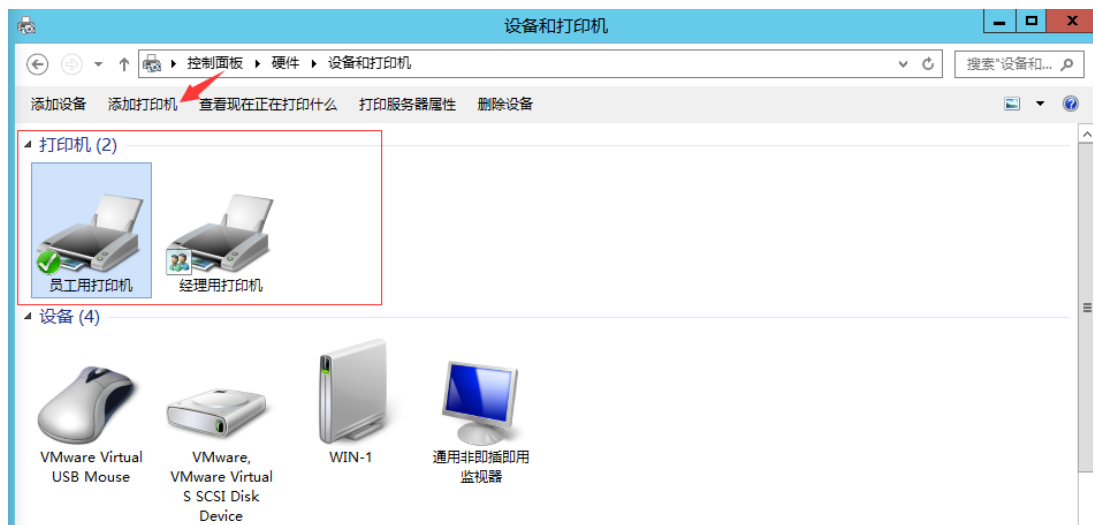 设备和打印机
控制面板 硬件 设备和打印机
搜索"设备和...
添加设备 添加打印机 查看现在正在打印什么 打印服务器属性 删除设备
打印机 (2)
员工用打印机 经理用打印机
设备 (4)
VMware Virtual USB Mouse
VMware, VMware Virtual S SCSI Disk Device
WIN-1
通用非即插即用监视器